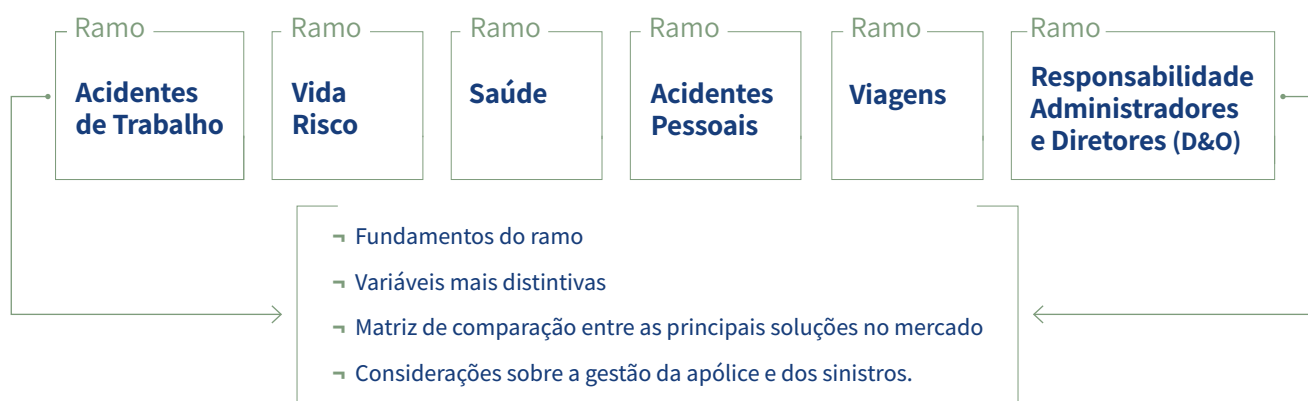 Ramo
Acidentes
de Trabalho
Ramo
Vida
Risco
Ramo
Saúde
Ramo
Acidentes
Pessoais
Ramo
Viagens
Ramo
Responsabilidade
Administradores
e Diretores (D&O)
¬ Fundamentos do ramo
¬ Variáveis mais distintivas
¬ Matriz de comparação entre as principais soluções no mercado
¬ Considerações sobre a gestão da apólice e dos sinistros.